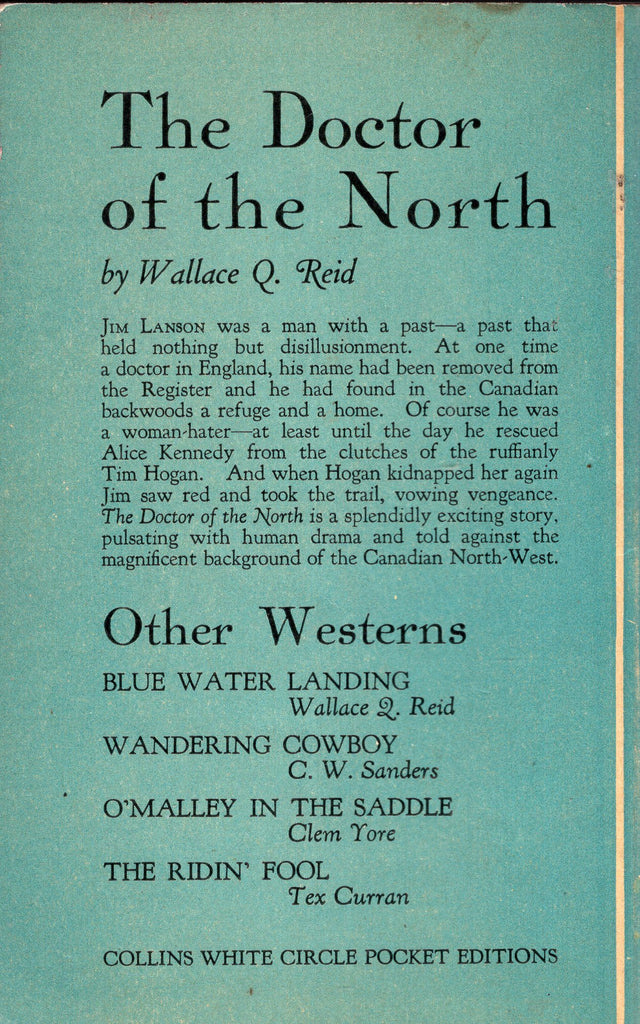 The Doctor
of the North
by Wallace Q. Reid
JIM LANSON was a man with a past—a past that
held nothing but disillusionment. At one time
a doctor in England, his name had been removed from
the Register and he had found in the Canadian
backwoods a refuge and a home. Of course he was
a woman-hater—at least until the day he rescued
Alice Kennedy from the clutches of the ruffianly
Tim Hogan. And when Hogan kidnapped her again
Jim saw red and took the trail, vowing vengeance.
The Doctor of the North is a splendidly exciting story,
pulsating with human drama and told against the
magnificent background of the Canadian North-West.
Other Westerns
BLUE WATER LANDING
Wallace Q. Reid
WANDERING COWBOY
C. W. Sanders
O'MALLEY IN THE SADDLE
Clem Yore
THE RIDIN' FOOL
Tex Curran
COLLINS WHITE CIRCLE POCKET EDITIONS